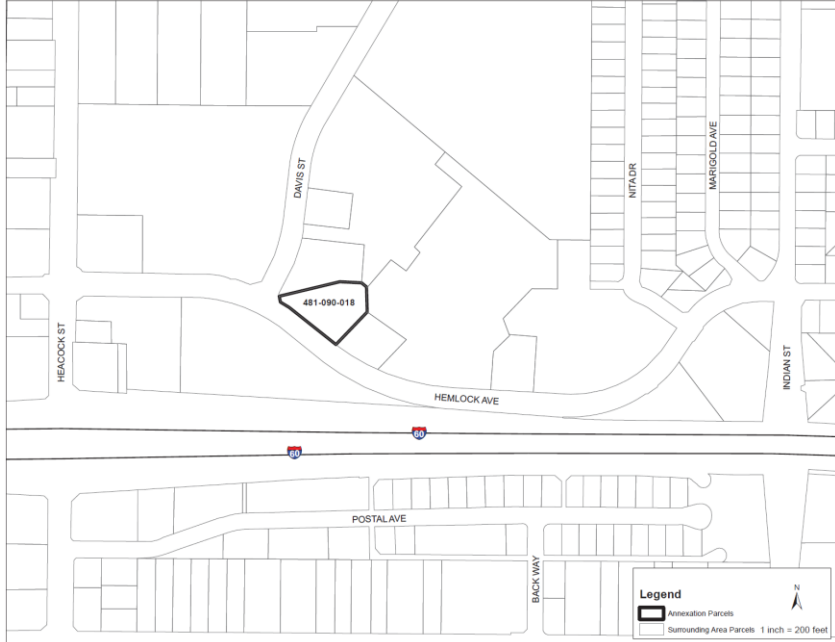 DAVIS ST
NITA DR
MARIGOLD AVE
481-090-018
HEACOCK ST
INDIAN ST
HEMLOCK AVE
60
60
POSTAL AVE
BACK WAY
Legend
Annexation Parcels
Surrounding Area Parcels
N
1 inch = 200 feet